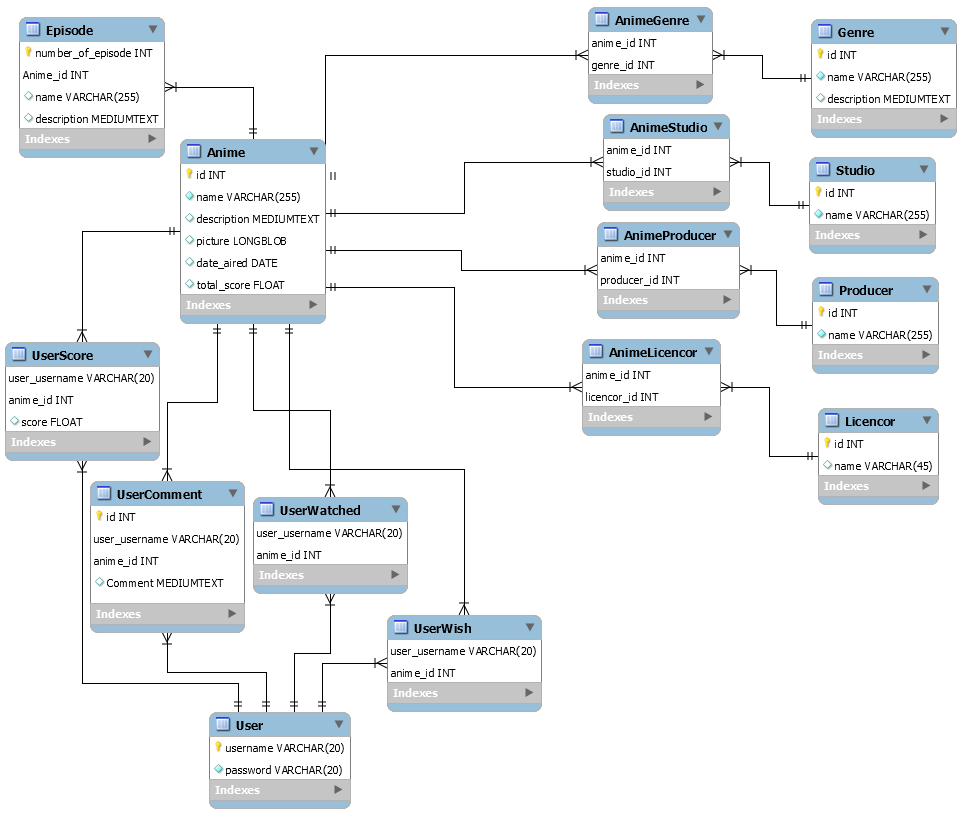 Episode
number_of_episode INT
Anime_id INT
name VARCHAR(255)
description MEDIUMTEXT
Indexes
AnimeGenre
anime_id INT
genre_id INT
Indexes
Genre
id INT
name VARCHAR(255)
description MEDIUMTEXT
Indexes
Anime
id INT
name VARCHAR(255)
description MEDIUMTEXT
picture LONGBLOB
date_aired DATE
total_score FLOAT
Indexes
AnimeStudio
anime_id INT
studio_id INT
Indexes
Studio
id INT
name VARCHAR(255)
Indexes
AnimeProducer
anime_id INT
producer_id INT
Indexes
Producer
id INT
name VARCHAR(255)
Indexes
AnimeLicencor
anime_id INT
licencor_id INT
Indexes
Licencor
id INT
name VARCHAR(45)
Indexes
UserScore
user_username VARCHAR(20)
anime_id INT
score FLOAT
Indexes
UserComment
id INT
user_username VARCHAR(20)
anime_id INT
Comment MEDIUMTEXT
Indexes
UserWatched
user_username VARCHAR(20)
anime_id INT
Indexes
UserWish
user_username VARCHAR(20)
anime_id INT
Indexes
User
username VARCHAR(20)
password VARCHAR(20)
Indexes